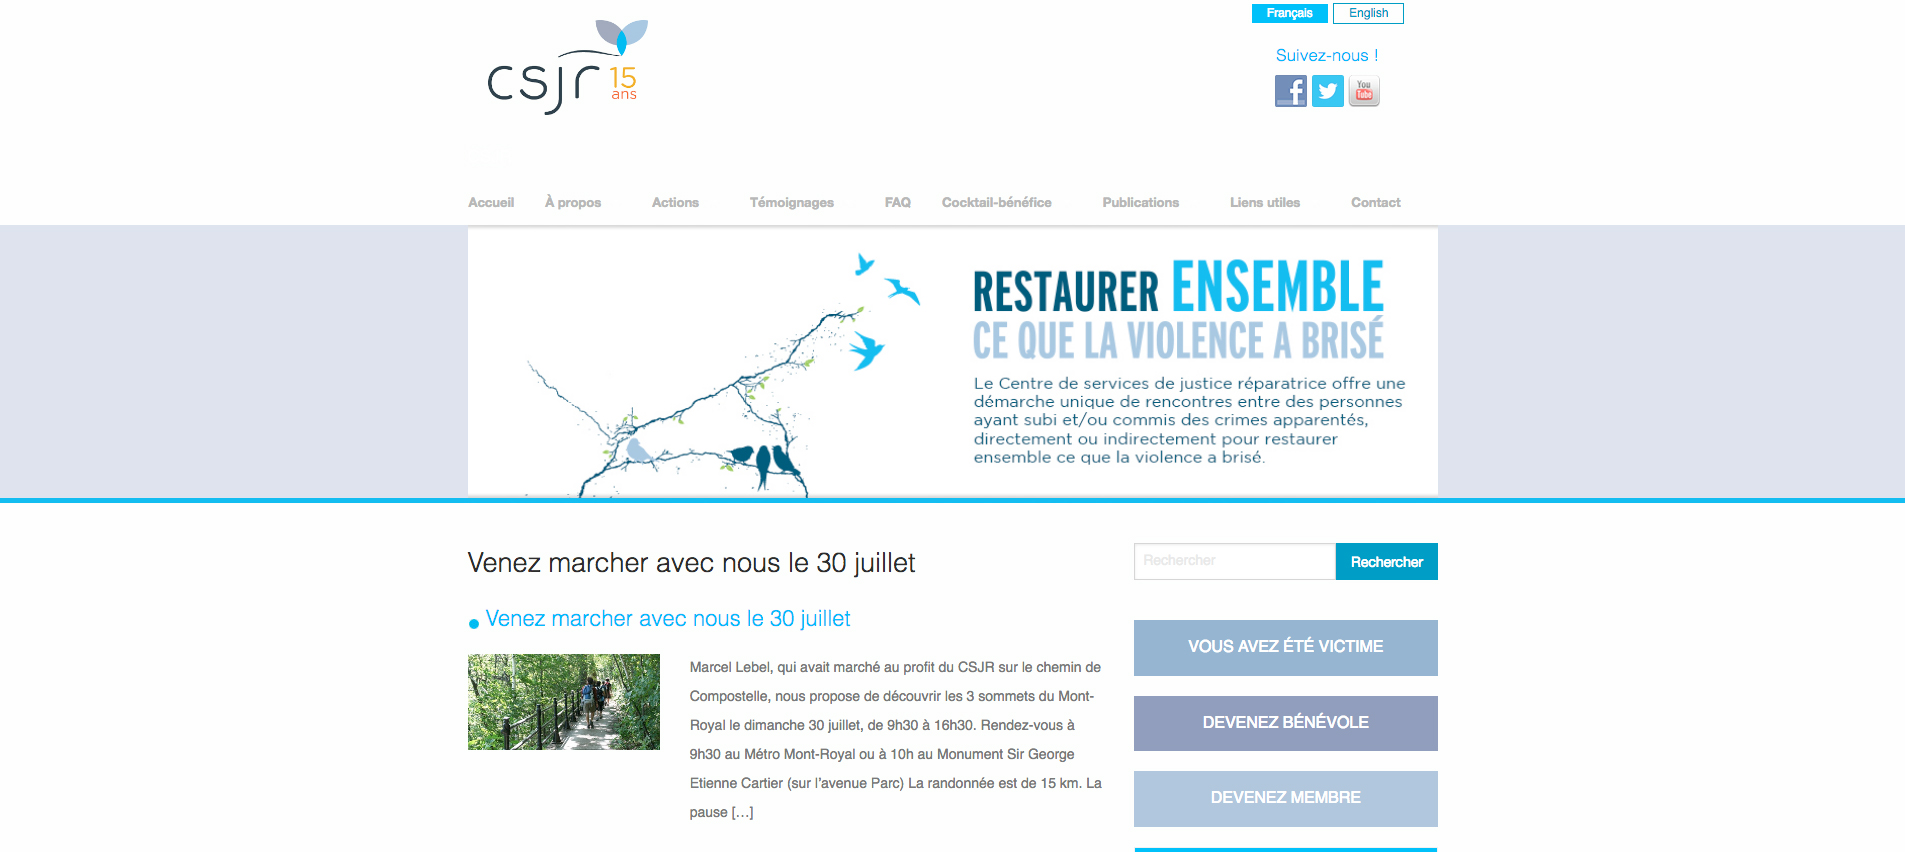 Français English
Suivez-nous !
You
Tube
csjr 15
ans
Accueil À propos Actions Témoignages FAQ Cocktail-bénéfice Publications Liens utiles Contact
RESTAURER ENSEMBLE
CE QUE LA VIOLENCE A BRISÉ
Le Centre de services de justice réparatrice offre une
démarche unique de rencontres entre des personnes
ayant subi et/ou commis des crimes apparentés,
directement ou indirectement pour restaurer
ensemble ce que la violence a brisé.
Venez marcher avec nous le 30 juillet
Venez marcher avec nous le 30 juillet
Marcel Lebel, qui avait marché au profit du CSJR sur le chemin de
Compostelle, nous propose de découvrir les 3 sommets du Mont-
Royal le dimanche 30 juillet, de 9h30 à 16h30. Rendez-vous à
9h30 au Métro Mont-Royal ou à 10h au Monument Sir George
Etienne Cartier (sur l'avenue Parc) La randonnée est de 15 km. La
pause [...]
Rechercher Rechercher
VOUS AVEZ ÉTÉ VICTIME
DEVENEZ BÉNÉVOLE
DEVENEZ MEMBRE